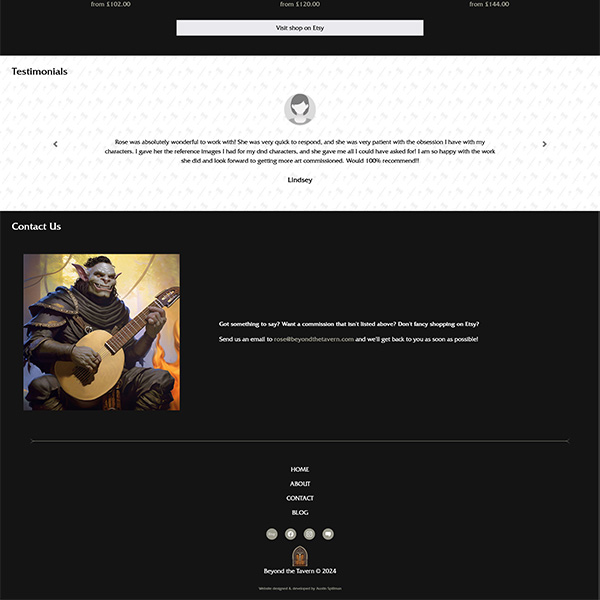 from £102.00 from £120.00 from £144.00
Visit shop on Etsy
Testimonials
Rose was absolutely wonderful to work with! She was very quick to respond, and she was very patient with the obsession I have with my
characters. I gave her the reference images I had for my dnd characters, and she gave me all I could have asked for! I am so happy with the work
she did and look forward to getting more art commissioned. Would 100% recommend!!!
Lindsey
Contact Us
Got something to say? Want a commission that isn't listed above? Don't fancy shopping on Etsy?
Send us an email to rose@beyondthetavern.com and we'll get back to you as soon as possible!
HOME
ABOUT
CONTACT
BLOG
Beyond the Tavern © 2024
Website designed & developed by Austin Spillman